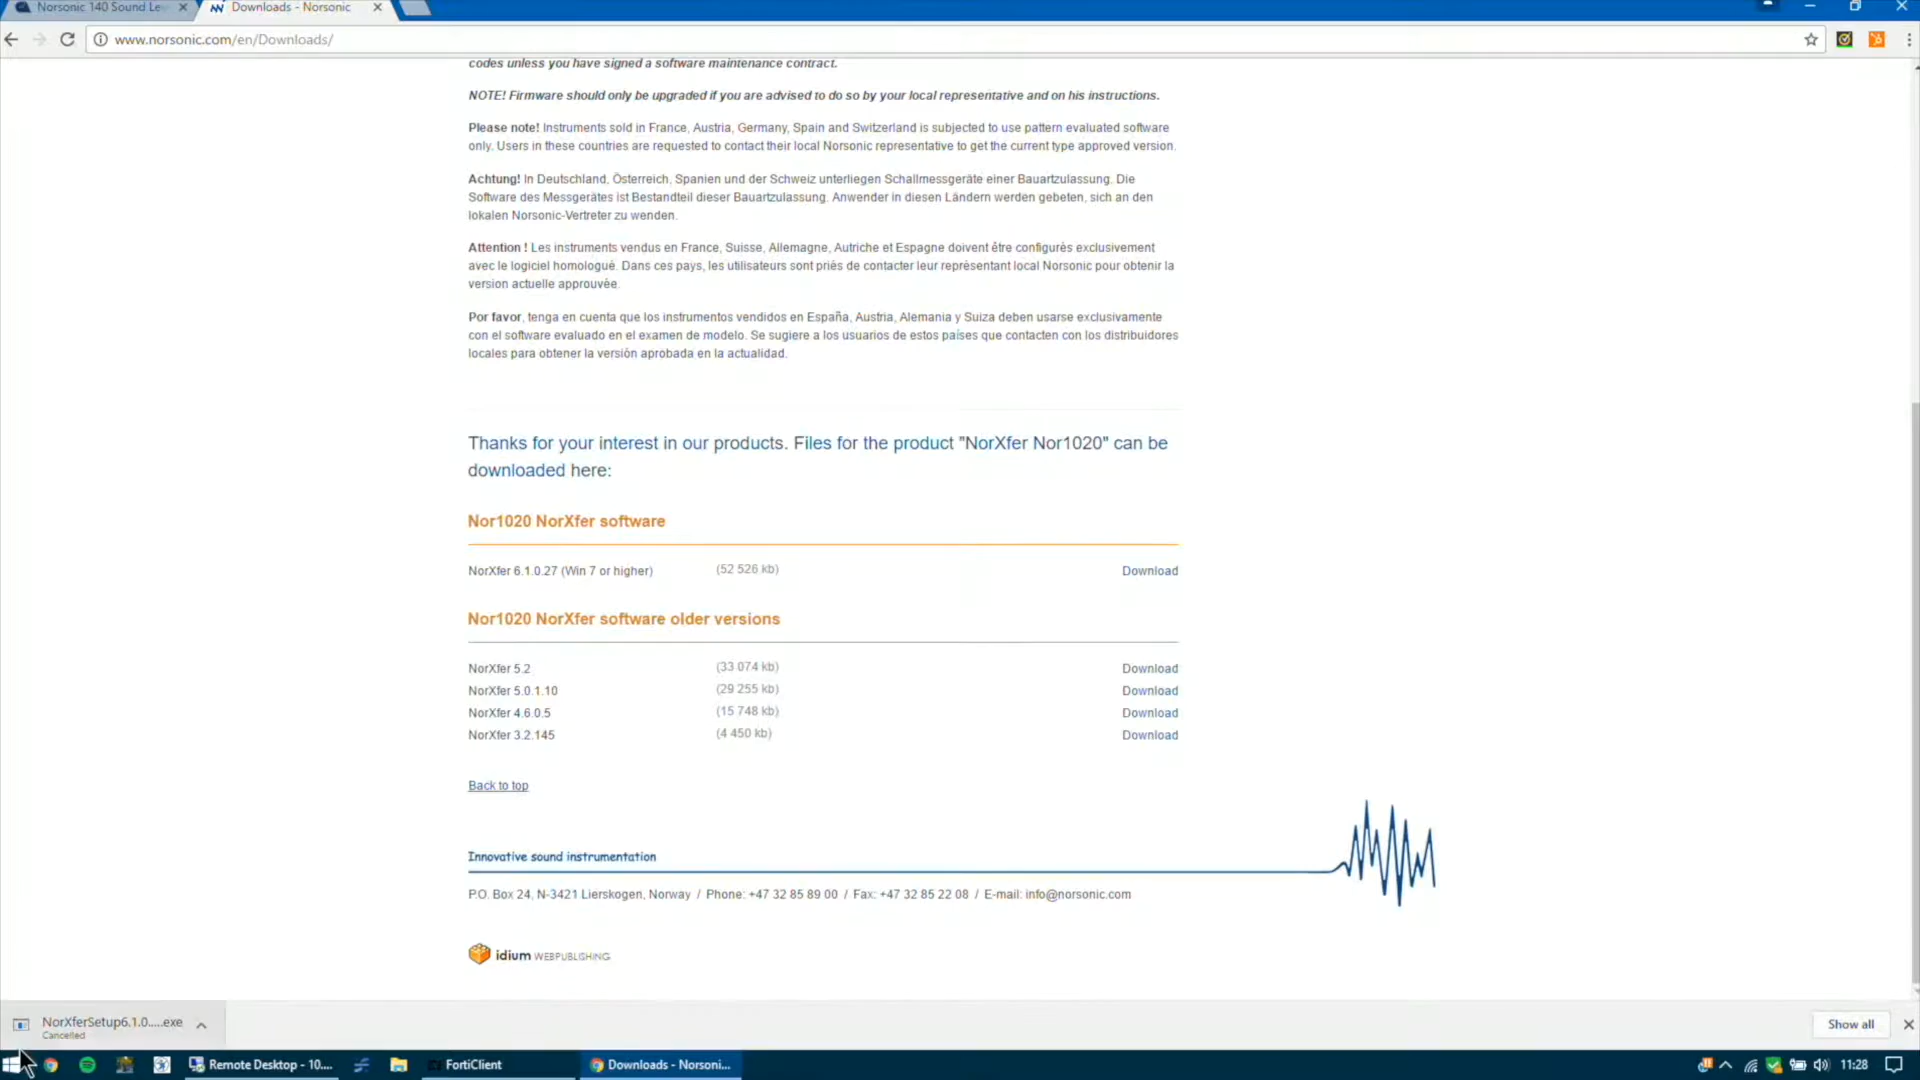 Norsonic 140 Sound Le
Downloads - Norsonic
www.norsonic.com/en/Downloads/
codes unless you have signed a software maintenance contract.
NOTE! Firmware should only be upgraded if you are advised to do so by your local representative and on his instructions.
Please note! Instruments sold in France, Austria, Germany, Spain and Switzerland is subjected to use pattern evaluated software
only. Users in these countries are requested to contact their local Norsonic representative to get the current type approved version.
Achtung! In Deutschland, Österreich, Spanien und der Schweiz unterliegen Schallmessgeräte einer Bauartzulassung. Die
Software des Messgerätes ist Bestandteil dieser Bauartzulassung. Anwender in diesen Ländern werden gebeten, sich an den
lokalen Norsonic-Vertreter zu wenden.
Attention ! Les instruments vendus en France, Suisse, Allemagne, Autriche et Espagne doivent être configurés exclusivement
avec le logiciel homologué. Dans ces pays, les utilisateurs sont priés de contacter leur représentant local Norsonic pour obtenir la
version actuelle approuvée.
Por favor, tenga en cuenta que los instrumentos vendidos en España, Austria, Alemania y Suiza deben usarse exclusivamente
con el software evaluado en el examen de modelo. Se sugiere a los usuarios de estos países que contacten con los distribuidores
locales para obtener la versión aprobada en la actualidad.
Thanks for your interest in our products. Files for the product "NorXfer Nor1020" can be
downloaded here:
Nor1020 NorXfer software
NorXfer 6.1.0.27 (Win 7 or higher) (52 526 kb) Download
Nor1020 NorXfer software older versions
NorXfer 5.2 (33 074 kb) Download
NorXfer 5.0.1.10 (29 255 kb) Download
NorXfer 4.6.0.5 (15 748 kb) Download
NorXfer 3.2.145 (4 450 kb) Download
Back to top
Innovative sound instrumentation
P.O. Box 24, N-3421 Lierskogen, Norway / Phone: +47 32 85 89 00 / Fax: +47 32 85 22 08 / E-mail: info@norsonic.com
idium WEBPUBLISHING
NorXferSetup6.1.0.....exe
Cancelled
Show all
Remote Desktop - 10....
FortiClient
Downloads - Norsoni...
11:28